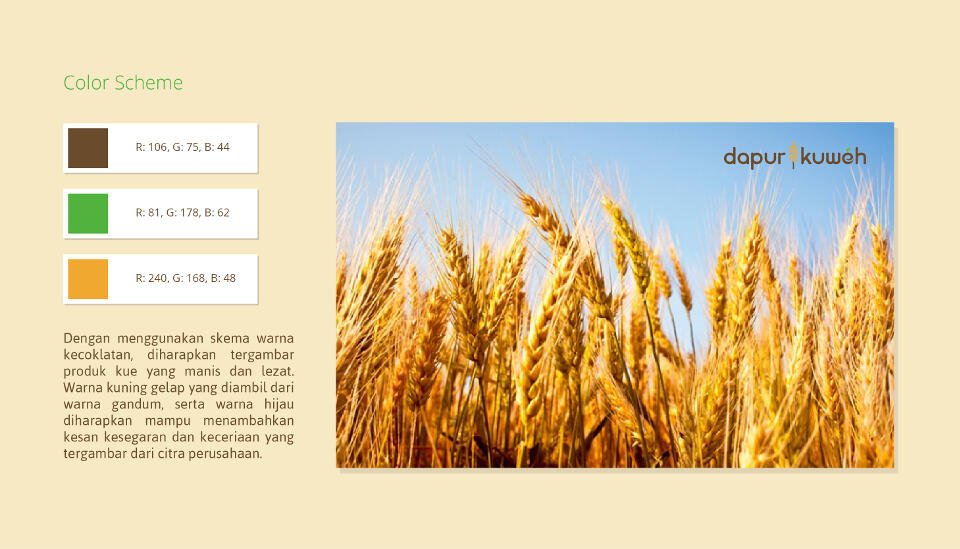 Color Scheme
R: 106, G: 75, B: 44
R: 81, G: 178, B: 62
R: 240, G: 168, B: 48
Dengan menggunakan skema warna
kecoklatan, diharapkan tergambar
produk kue yang manis dan lezat.
Warna kuning gelap yang diambil dari
warna gandum, serta warna hijau
diharapkan mampu menambahkan
kesan kesegaran dan keceriaan yang
tergambar dari citra perusahaan.
dapur kuweh